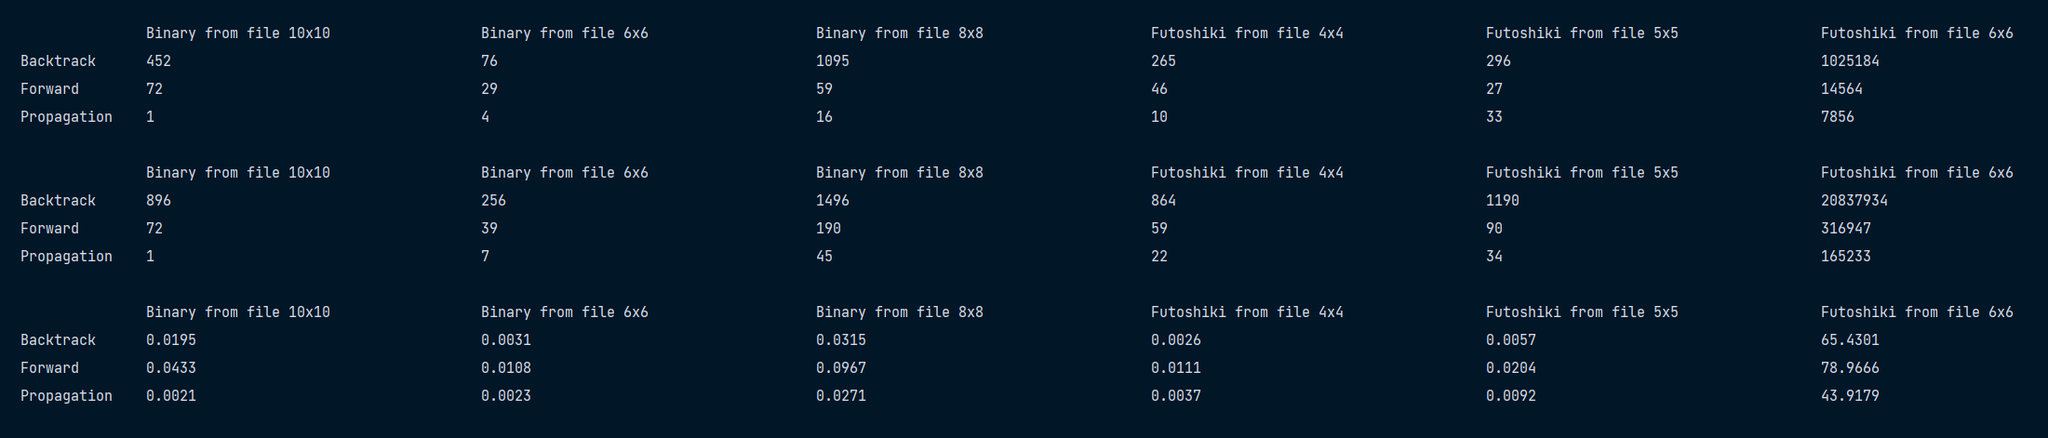 Binary from file 10x10 Binary from file 6x6 Binary from file 8x8 Futoshiki from file 4x4 Futoshiki from file 5x5 Futoshiki from file 6x6
Backtrack 452 76 1095 265 296 1025184
Forward 72 29 59 46 27 14564
Propagation 1 4 16 10 33 7856
Binary from file 10x10 Binary from file 6x6 Binary from file 8x8 Futoshiki from file 4x4 Futoshiki from file 5x5 Futoshiki from file 6x6
Backtrack 896 256 1496 864 1190 20837934
Forward 72 39 190 59 90 316947
Propagation 1 7 45 22 34 165233
Binary from file 10x10 Binary from file 6x6 Binary from file 8x8 Futoshiki from file 4x4 Futoshiki from file 5x5 Futoshiki from file 6x6
Backtrack 0.0195 0.0031 0.0315 0.0026 0.0057 65.4301
Forward 0.0433 0.0108 0.0967 0.0111 0.0204 78.9666
Propagation 0.0021 0.0023 0.0271 0.0037 0.0092 43.9179